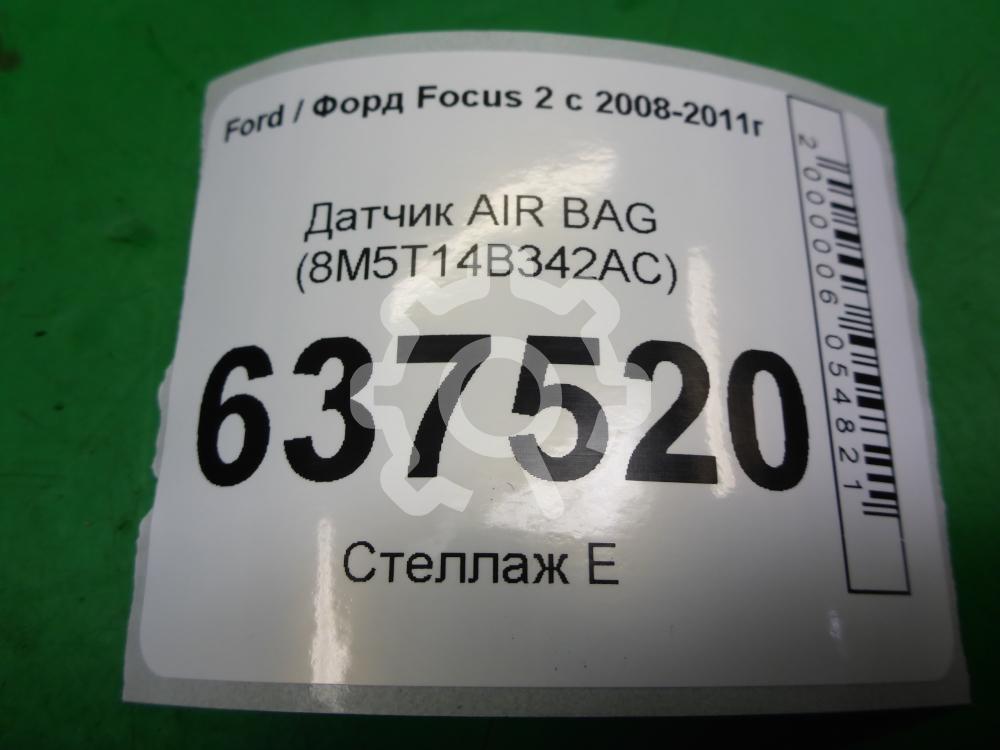 Ford / Форд Focus 2 с 2008-2011г
Датчик AIR BAG
(8M5T14B342AC)
637520
Стеллаж E
2000006054821